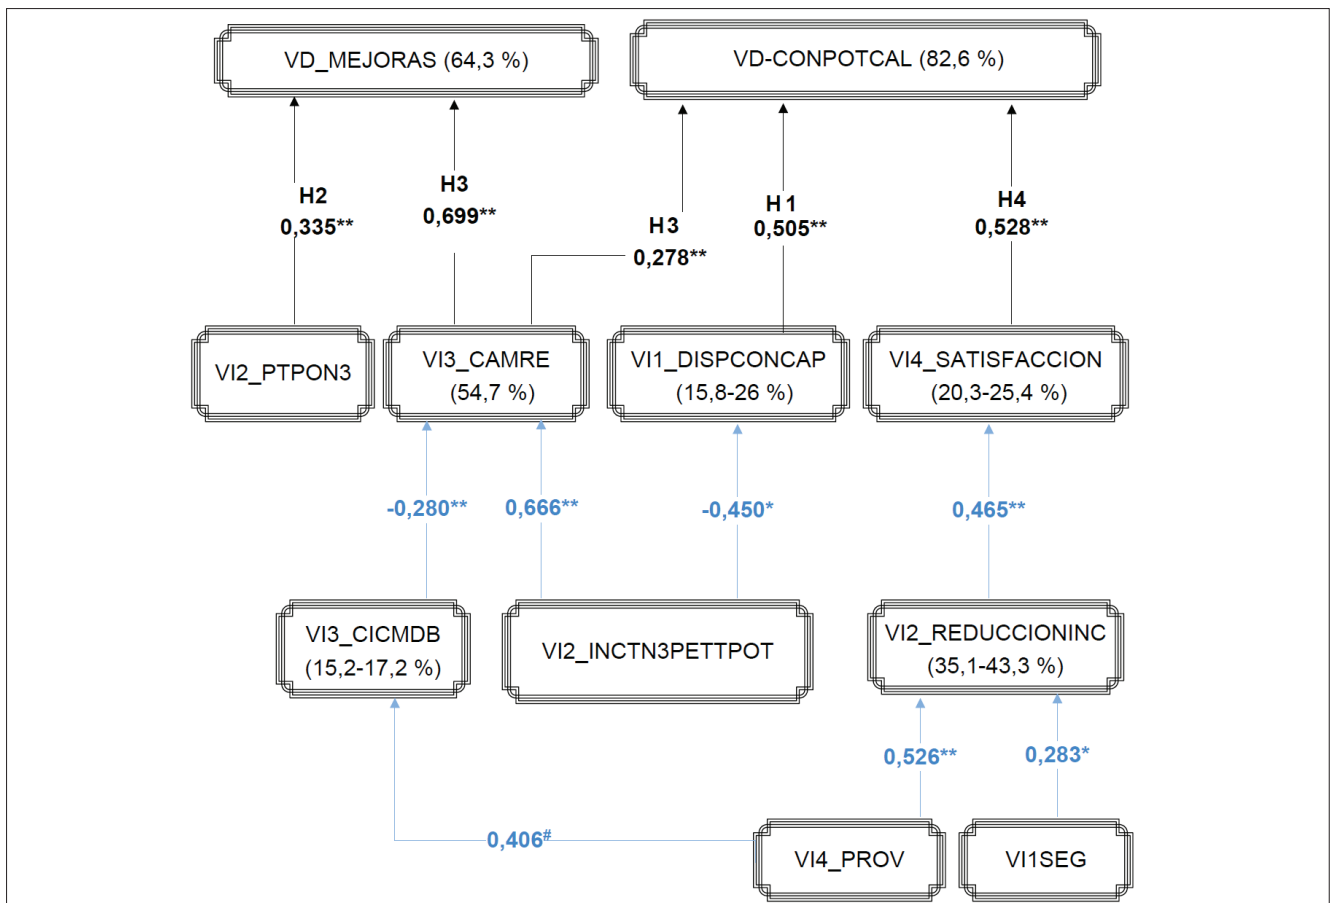 VD_MEJORAS (64,3 %)
VD-CONPOTCAL (82,6 %)
H2
0,335**
H3
0,699**
H3
0,278**
H1
0,505**
H4
0,528**
VI2_PTPON3
VI3_CAMRE
(54,7 %)
VI1_DISPCONCAP
(15,8-26 %)
VI4_SATISFACCION
(20,3-25,4 %)
-0,280**
0,666**
-0,450*
0,465**
VI3_CICMDB
(15,2-17,2 %)
VI2_INCTN3PETTPOT
VI2_REDUCCIONINC
(35,1-43,3 %)
0,526**
0,283*
0,406#
VI4_PROV
VI1SEG